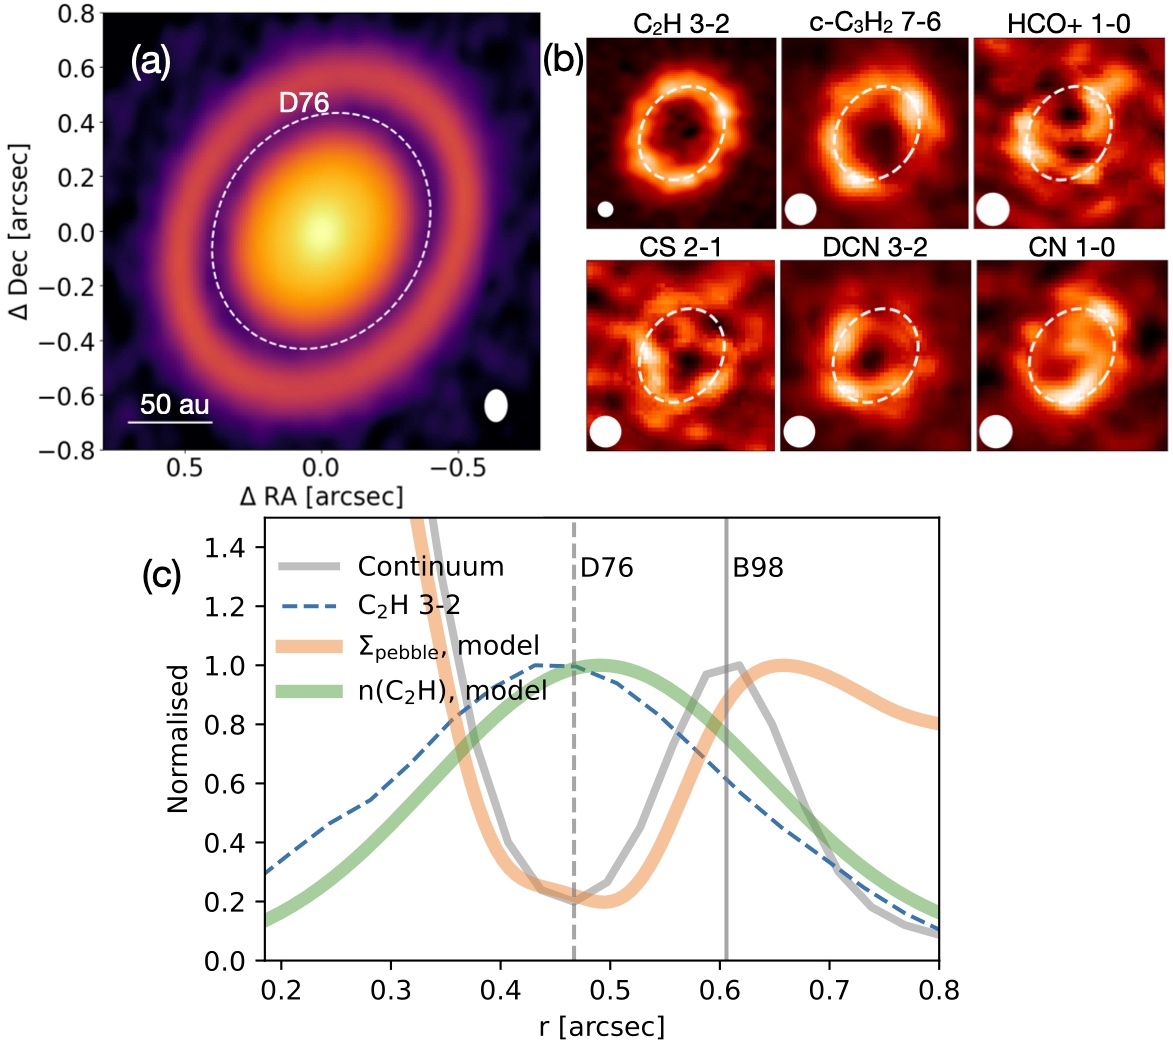 (a)
D76
50 au
0.8
0.6
0.4
0.2
0.0
−0.2
−0.4
−0.6
−0.8
Δ Dec [arcsec]
0.5 0.0 −0.5
Δ RA [arcsec]
(b)
C₂H 3-2 c-C₃H₂ 7-6 HCO+ 1-0
CS 2-1 DCN 3-2 CN 1-0
(c)
Continuum
C₂H 3-2
Σpebble, model
n(C₂H), model
D76 B98
1.4
1.2
1.0
0.8
0.6
0.4
0.2
0.0
Normalised
0.2 0.3 0.4 0.5 0.6 0.7 0.8
r [arcsec]